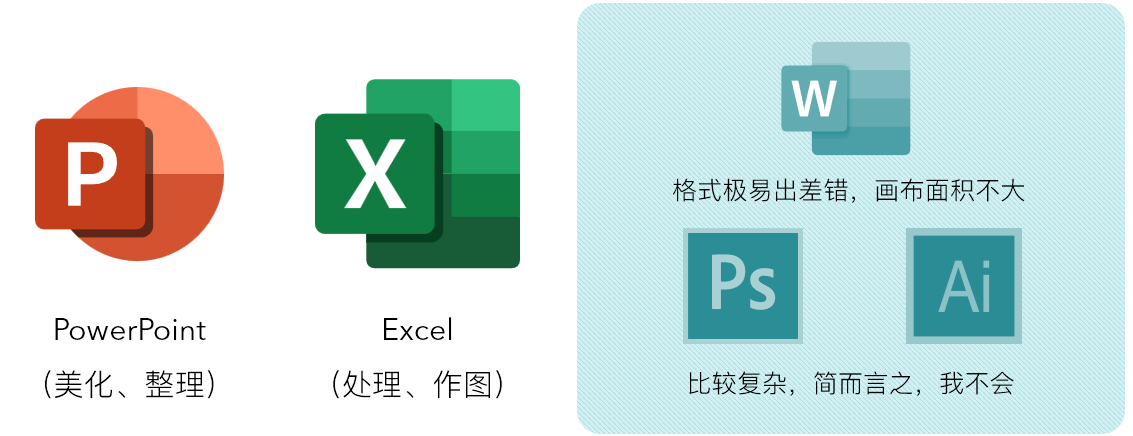 P
PowerPoint
（美化、整理）
X
Excel
（处理、作图）
W
格式极易出差错，画布面积不大
Ps
Ai
比较复杂，简而言之，我不会